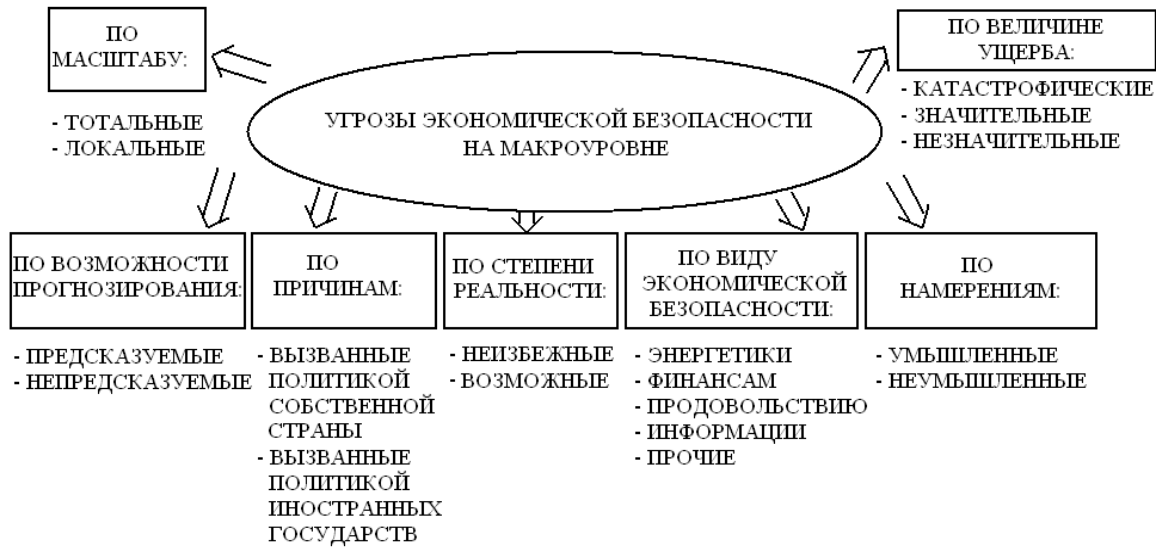 ПО
МАСШТАБУ:
- ТОТАЛЬНЫЕ
- ЛОКАЛЬНЫЕ
УГРОЗЫ ЭКОНОМИЧЕСКОЙ БЕЗОПАСНОСТИ
НА МАКРОУРОВНЕ
ПО ВЕЛИЧИНЕ
УЩЕРБА:
- КАТАСТРОФИЧЕСКИЕ
- ЗНАЧИТЕЛЬНЫЕ
- НЕЗНАЧИТЕЛЬНЫЕ
ПО ВОЗМОЖНОСТИ
ПРОГНОЗИРОВАНИЯ:
- ПРЕДСКАЗУЕМЫЕ
- НЕПРЕДСКАЗУЕМЫЕ
ПО
ПРИЧИНАМ:
- ВЫЗВАННЫЕ
ПОЛИТИКОЙ
СОБСТВЕННОЙ
СТРАНЫ
- ВЫЗВАННЫЕ
ПОЛИТИКОЙ
ИНОСТРАННЫХ
ГОСУДАРСТВ
ПО СТЕПЕНИ
РЕАЛЬНОСТИ:
- НЕИЗБЕЖНЫЕ
- ВОЗМОЖНЫЕ
ПО ВИДУ
ЭКОНОМИЧЕСКОЙ
БЕЗОПАСНОСТИ:
- ЭНЕРГЕТИКИ
- ФИНАНСАМ
- ПРОДОВОЛЬСТВИЮ
- ИНФОРМАЦИИ
- ПРОЧИЕ
ПО
НАМЕРЕНИЯМ:
- УМЫШЛЕННЫЕ
- НЕУМЫШЛЕННЫЕ